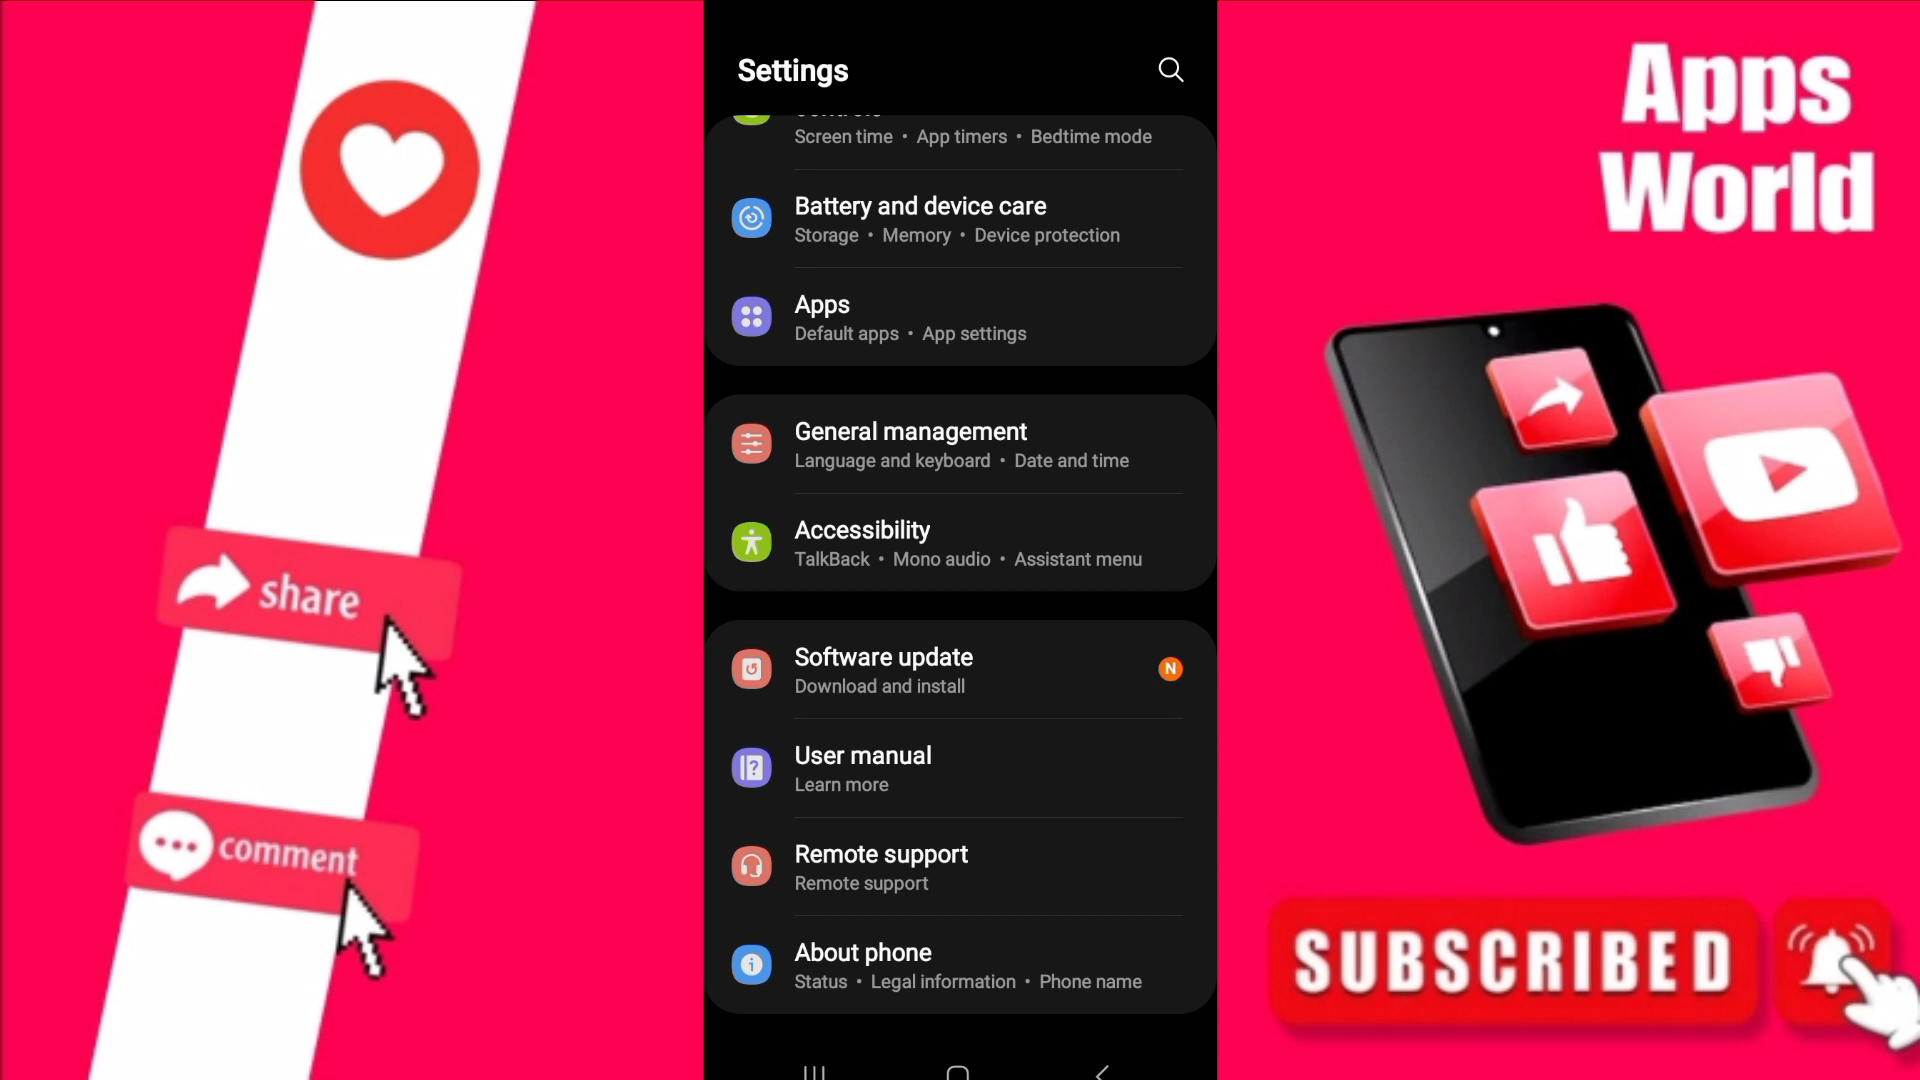 Settings
Screen time • App timers • Bedtime mode
Battery and device care
Storage • Memory • Device protection
Apps
Default apps • App settings
General management
Language and keyboard • Date and time
Accessibility
TalkBack • Mono audio • Assistant menu
Software update
N
Download and install
User manual
Learn more
Remote support
Remote support
About phone
Status • Legal information • Phone name
share
comment
Apps
World
SUBSCRIBED